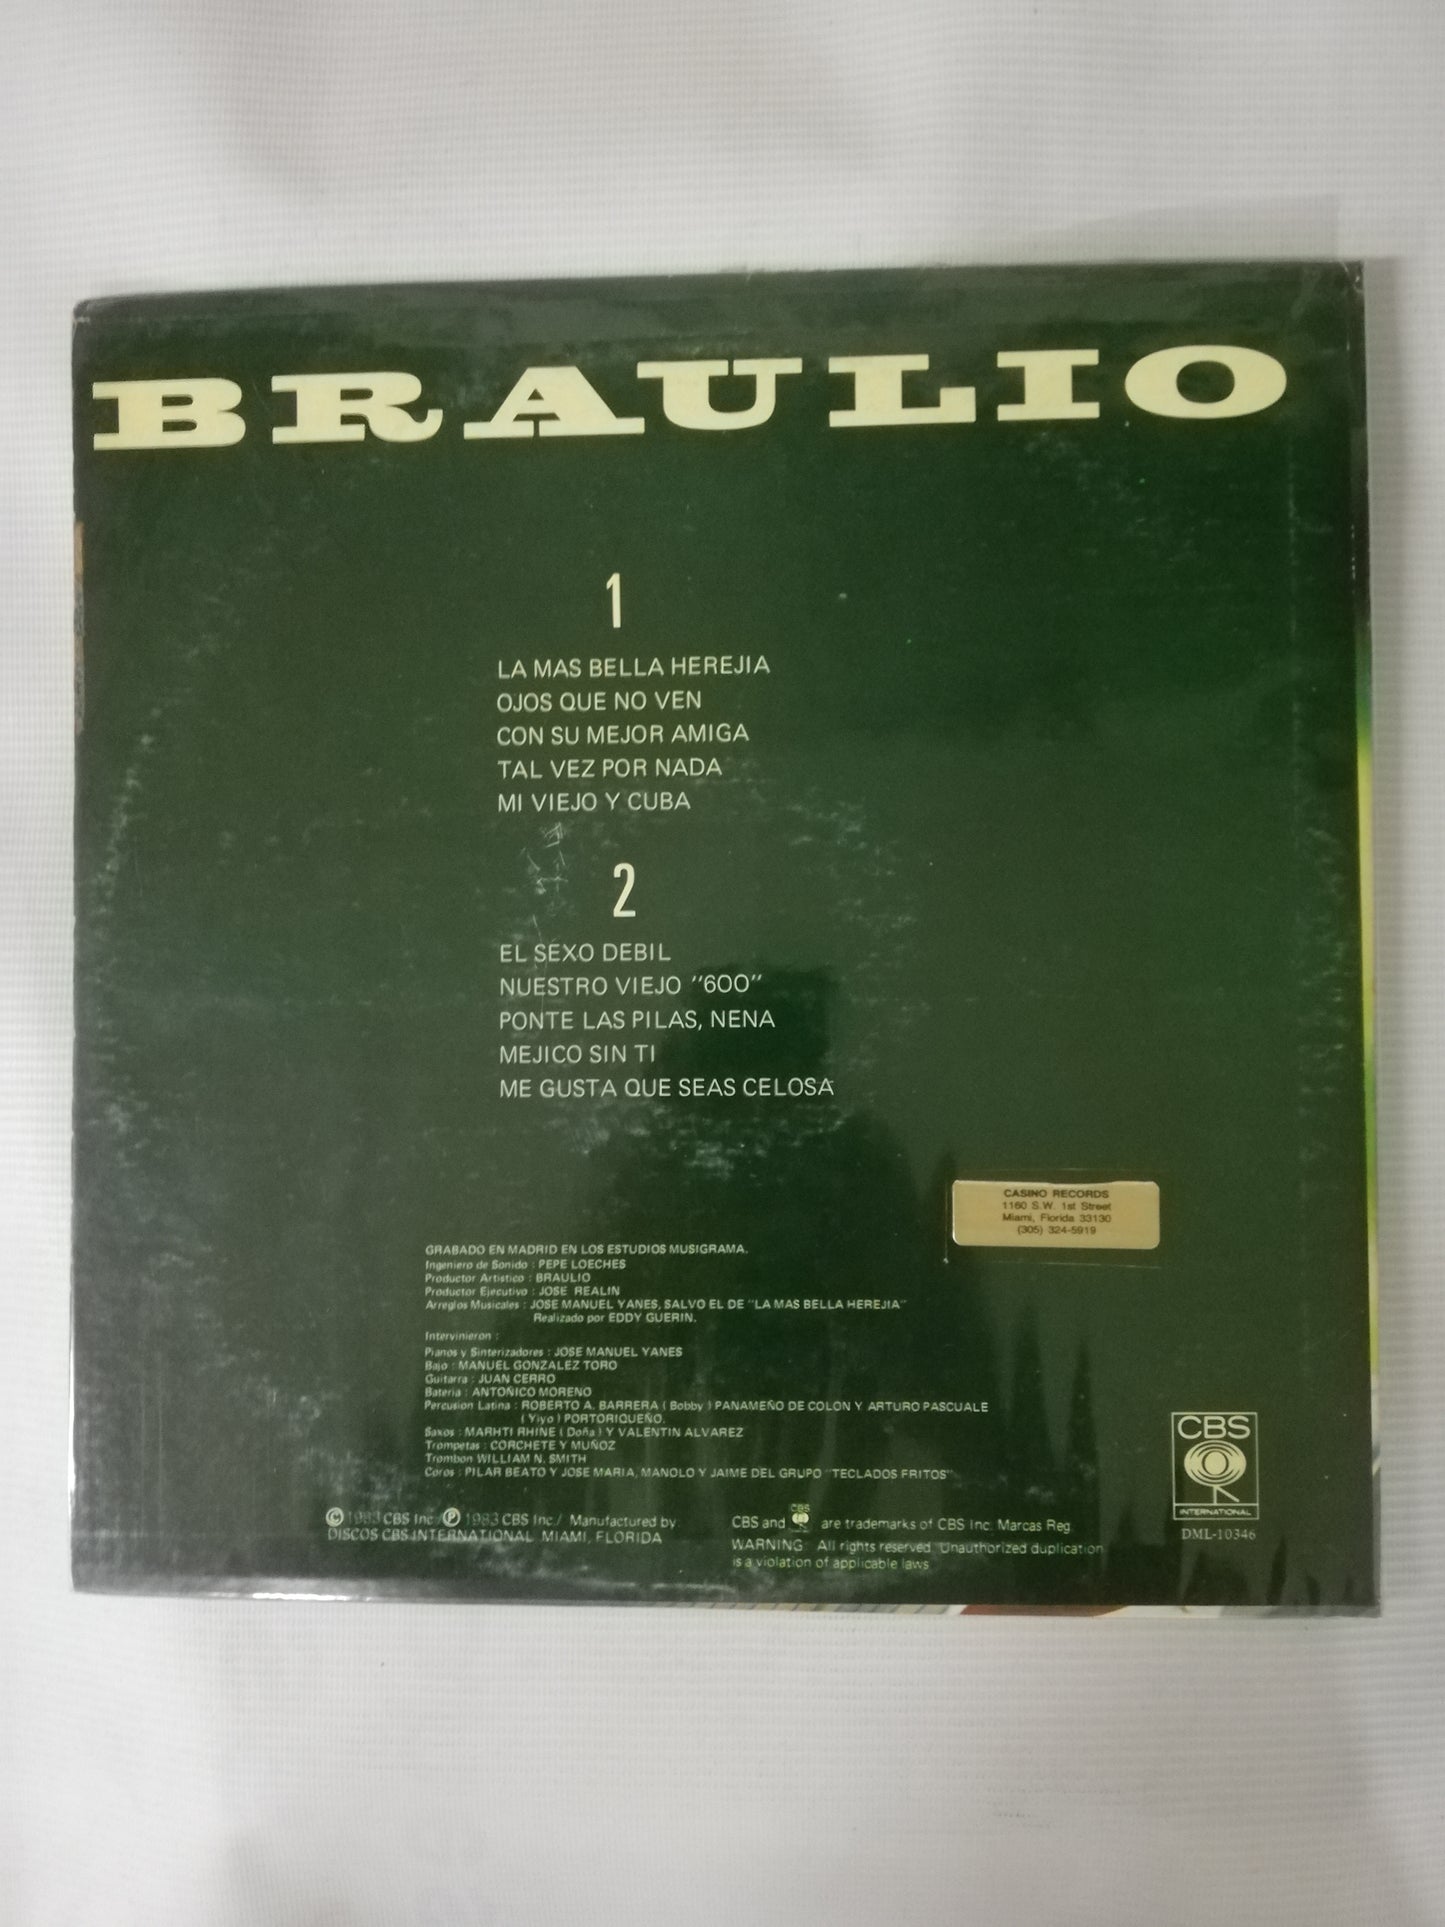 BRAULIO
1
LA MAS BELLA HEREJIA
OJOS QUE NO VEN
CON SU MEJOR AMIGA
TAL VEZ POR NADA
MI VIEJO Y CUBA
2
EL SEXO DEBIL
NUESTRO VIEJO "600"
PONTE LAS PILAS, NENA
MEJICO SIN TI
ME GUSTA QUE SEAS CELOSA
CASINO RECORDS
1160 S.W. 1st Street
Miami, Florida 33130
(305) 324-5919
GRABADO EN MADRID EN LOS ESTUDIOS MUSIGRAMA.
Ingeniero de Sonido : PEPE LOECHES
Productor Artistico : BRAULIO
Productor Ejecutivo : JOSE REALIN
Arreglos Musicales : JOSE MANUEL YANES, SALVO EL DE "LA MAS BELLA HEREJIA"
Realizado por EDDY GUERIN.
Intervinieron :
Pianos y Sinterizadores : JOSE MANUEL YANES
Bajo : MANUEL GONZALEZ TORO
Guitarra : JUAN CERRO
Bateria : ANTOÑICO MORENO
Percusion Latina : ROBERTO A. BARRERA ( Bobby ) PANAMEÑO DE COLON Y ARTURO PASCUALE
( Yiyo ) PORTORIQUEÑO.
Saxos : MARHTI RHINE ( Doña ) Y VALENTIN ALVAREZ
Trompetas : CORCHETE Y MUÑOZ
Trombon WILLIAM N. SMITH
Coros : PILAR BEATO Y JOSE MARIA, MANOLO Y JAIME DEL GRUPO "TECLADOS FRITOS"
© 1983 CBS Inc./ ℗ 1983 CBS Inc./ Manufactured by
DISCOS CBS INTERNATIONAL MIAMI, FLORIDA
CBS and CBS are trademarks of CBS Inc. Marcas Reg.
WARNING: All rights reserved. Unauthorized duplication
is a violation of applicable laws
CBS
INTERNATIONAL
DML-10346